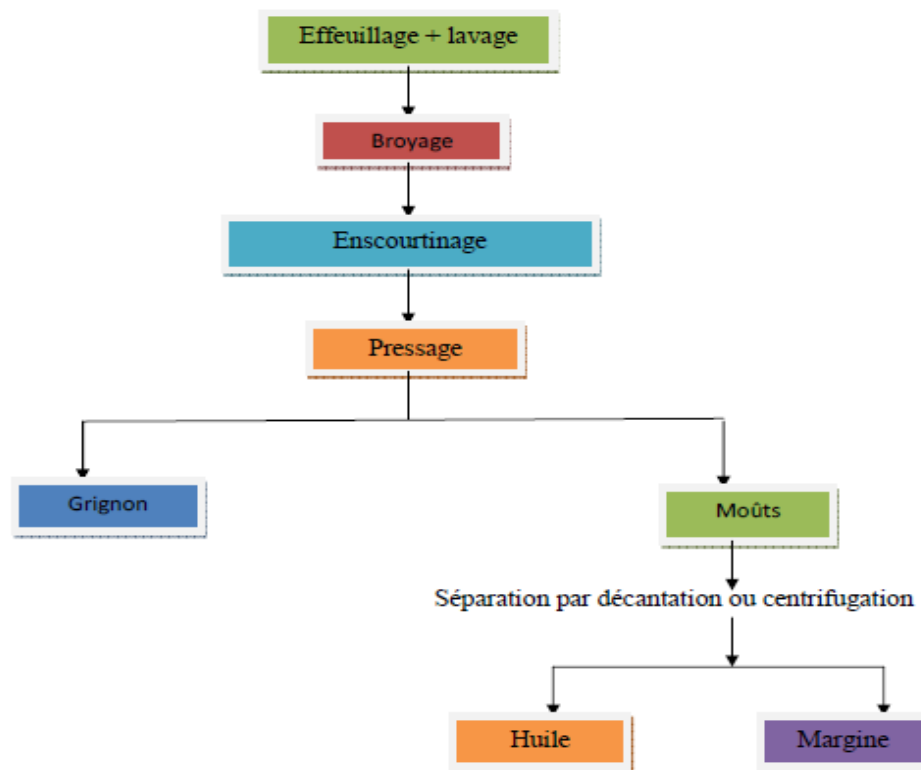 Effeuillage + lavage
Broyage
Enscourtinage
Pressage
Grignon
Moûts
Séparation par décantation ou centrifugation
Huile
Margine